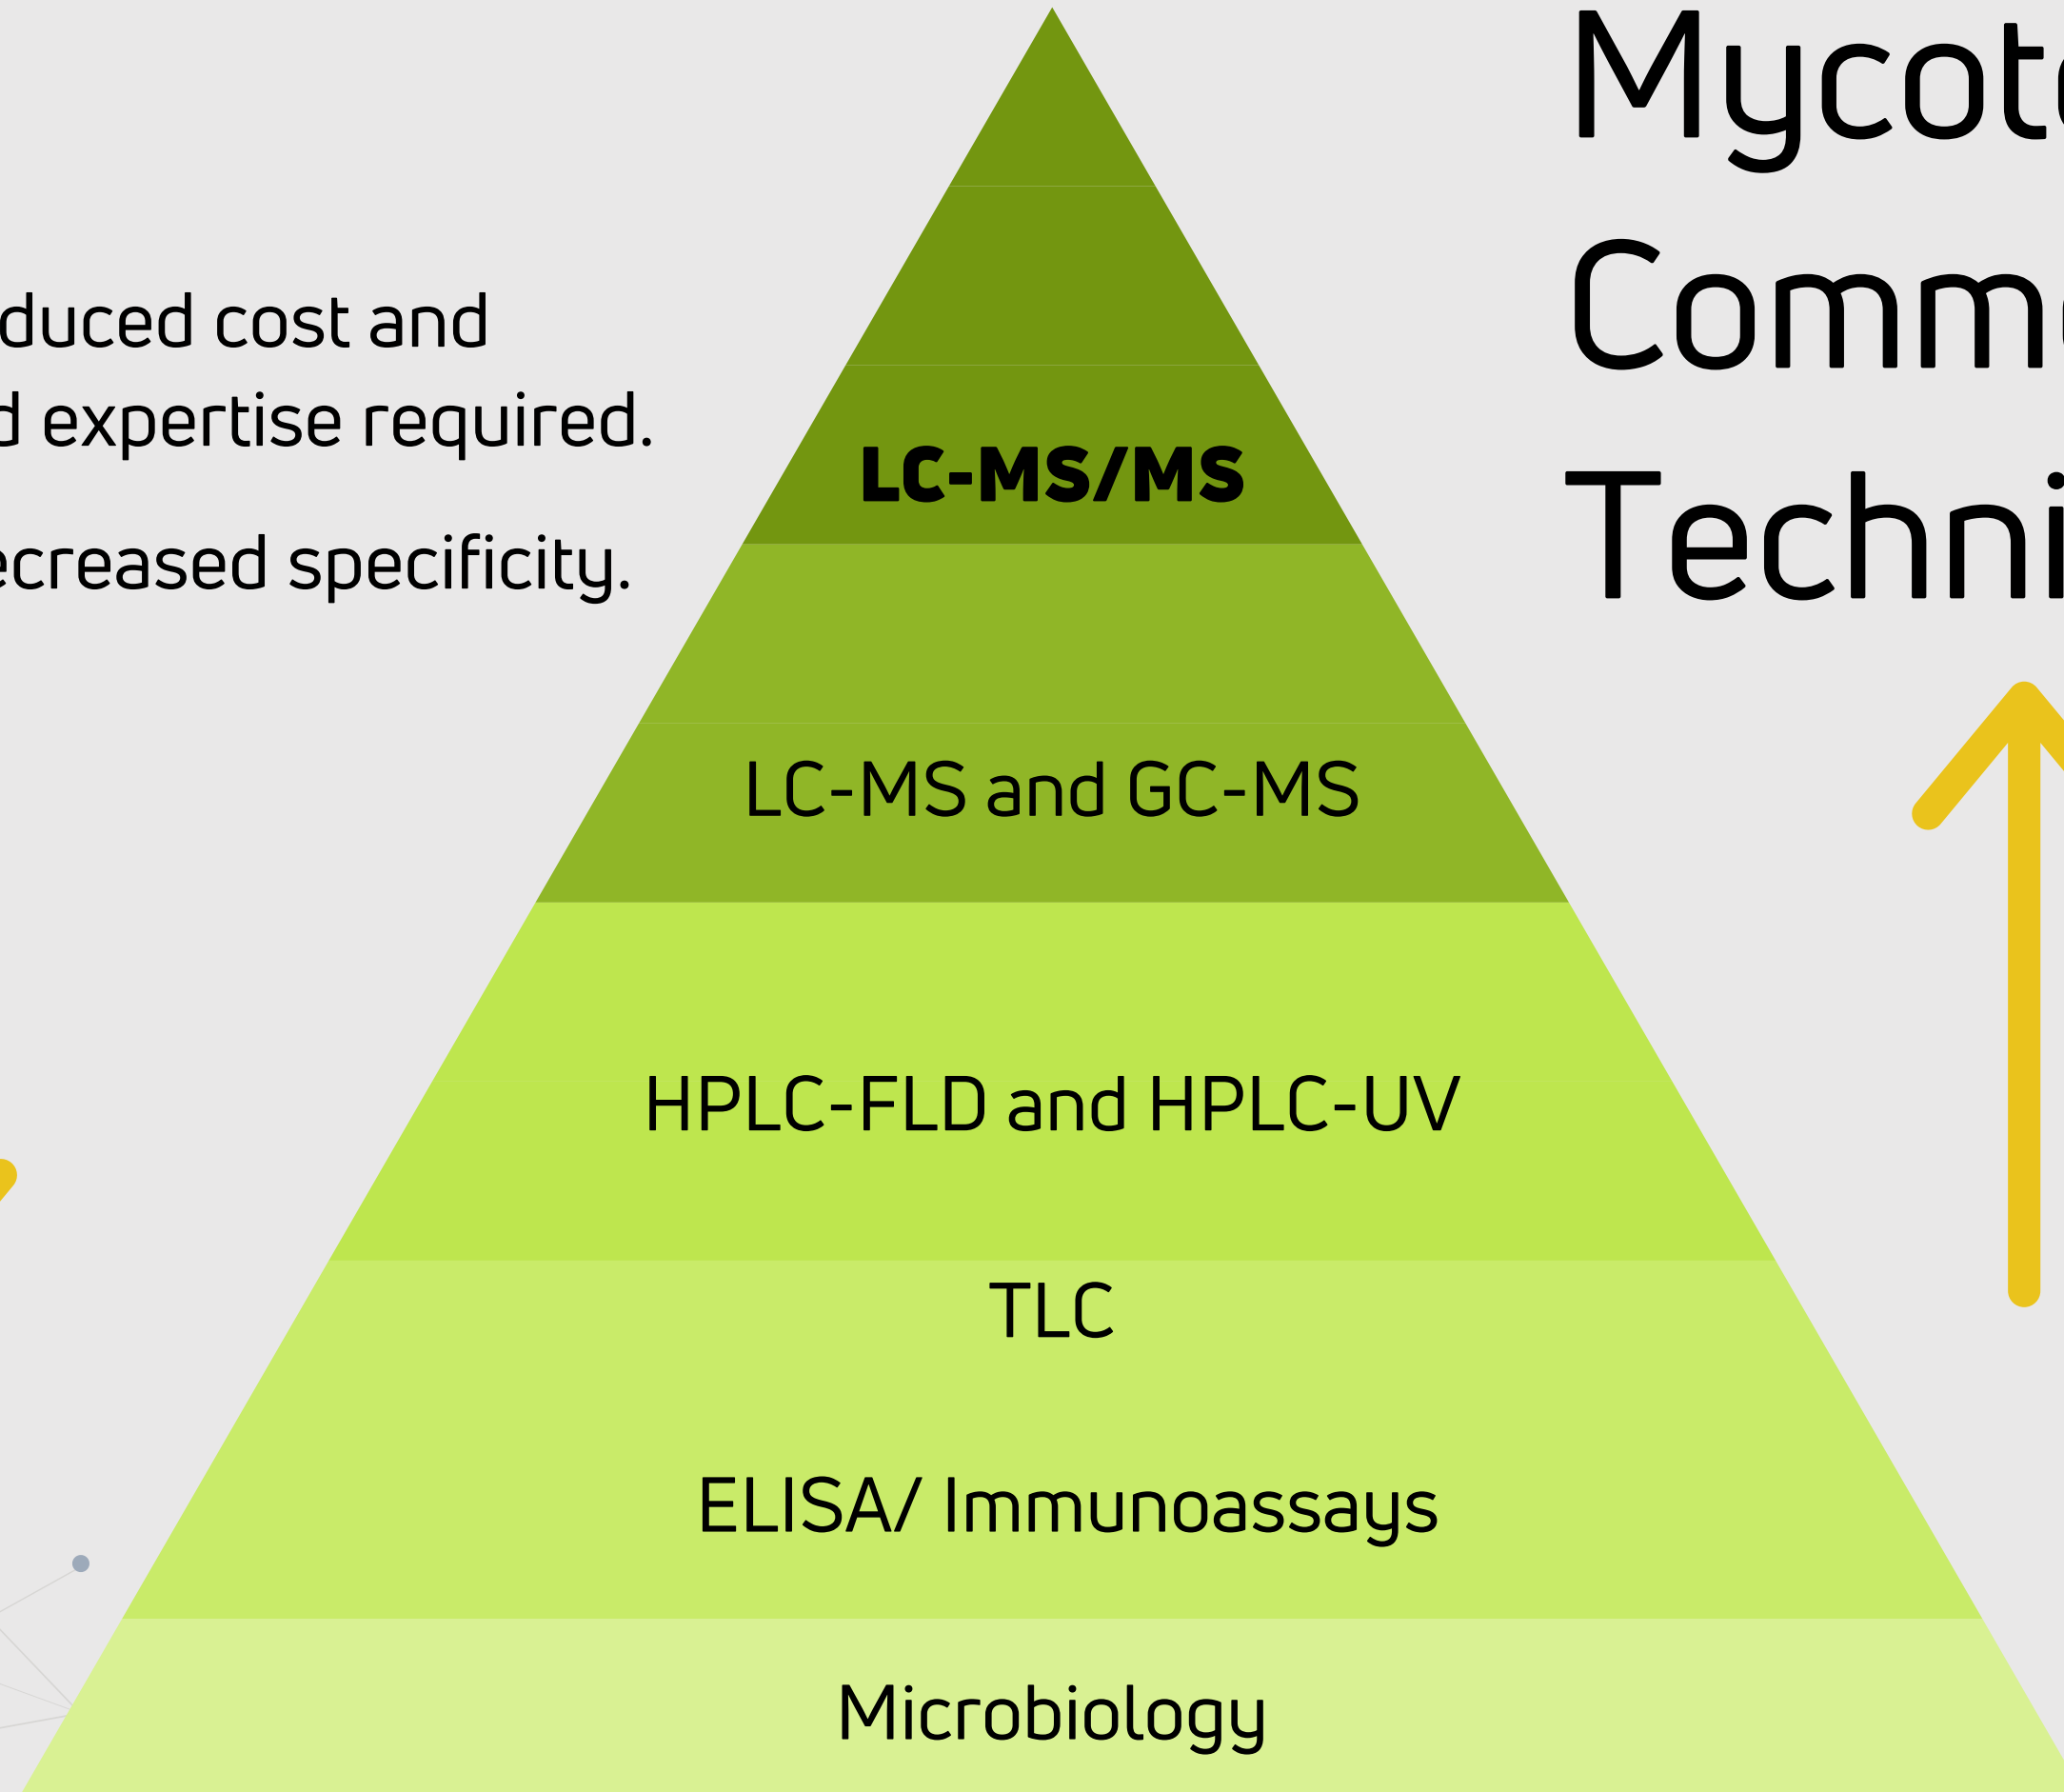 Mycot
Comm
Techni
duced cost and
d expertise required.
ecreased specificity.
LC-MS/MS
LC-MS and GC-MS
HPLC-FLD and HPLC-UV
TLC
ELISA/ Immunoassays
Microbiology